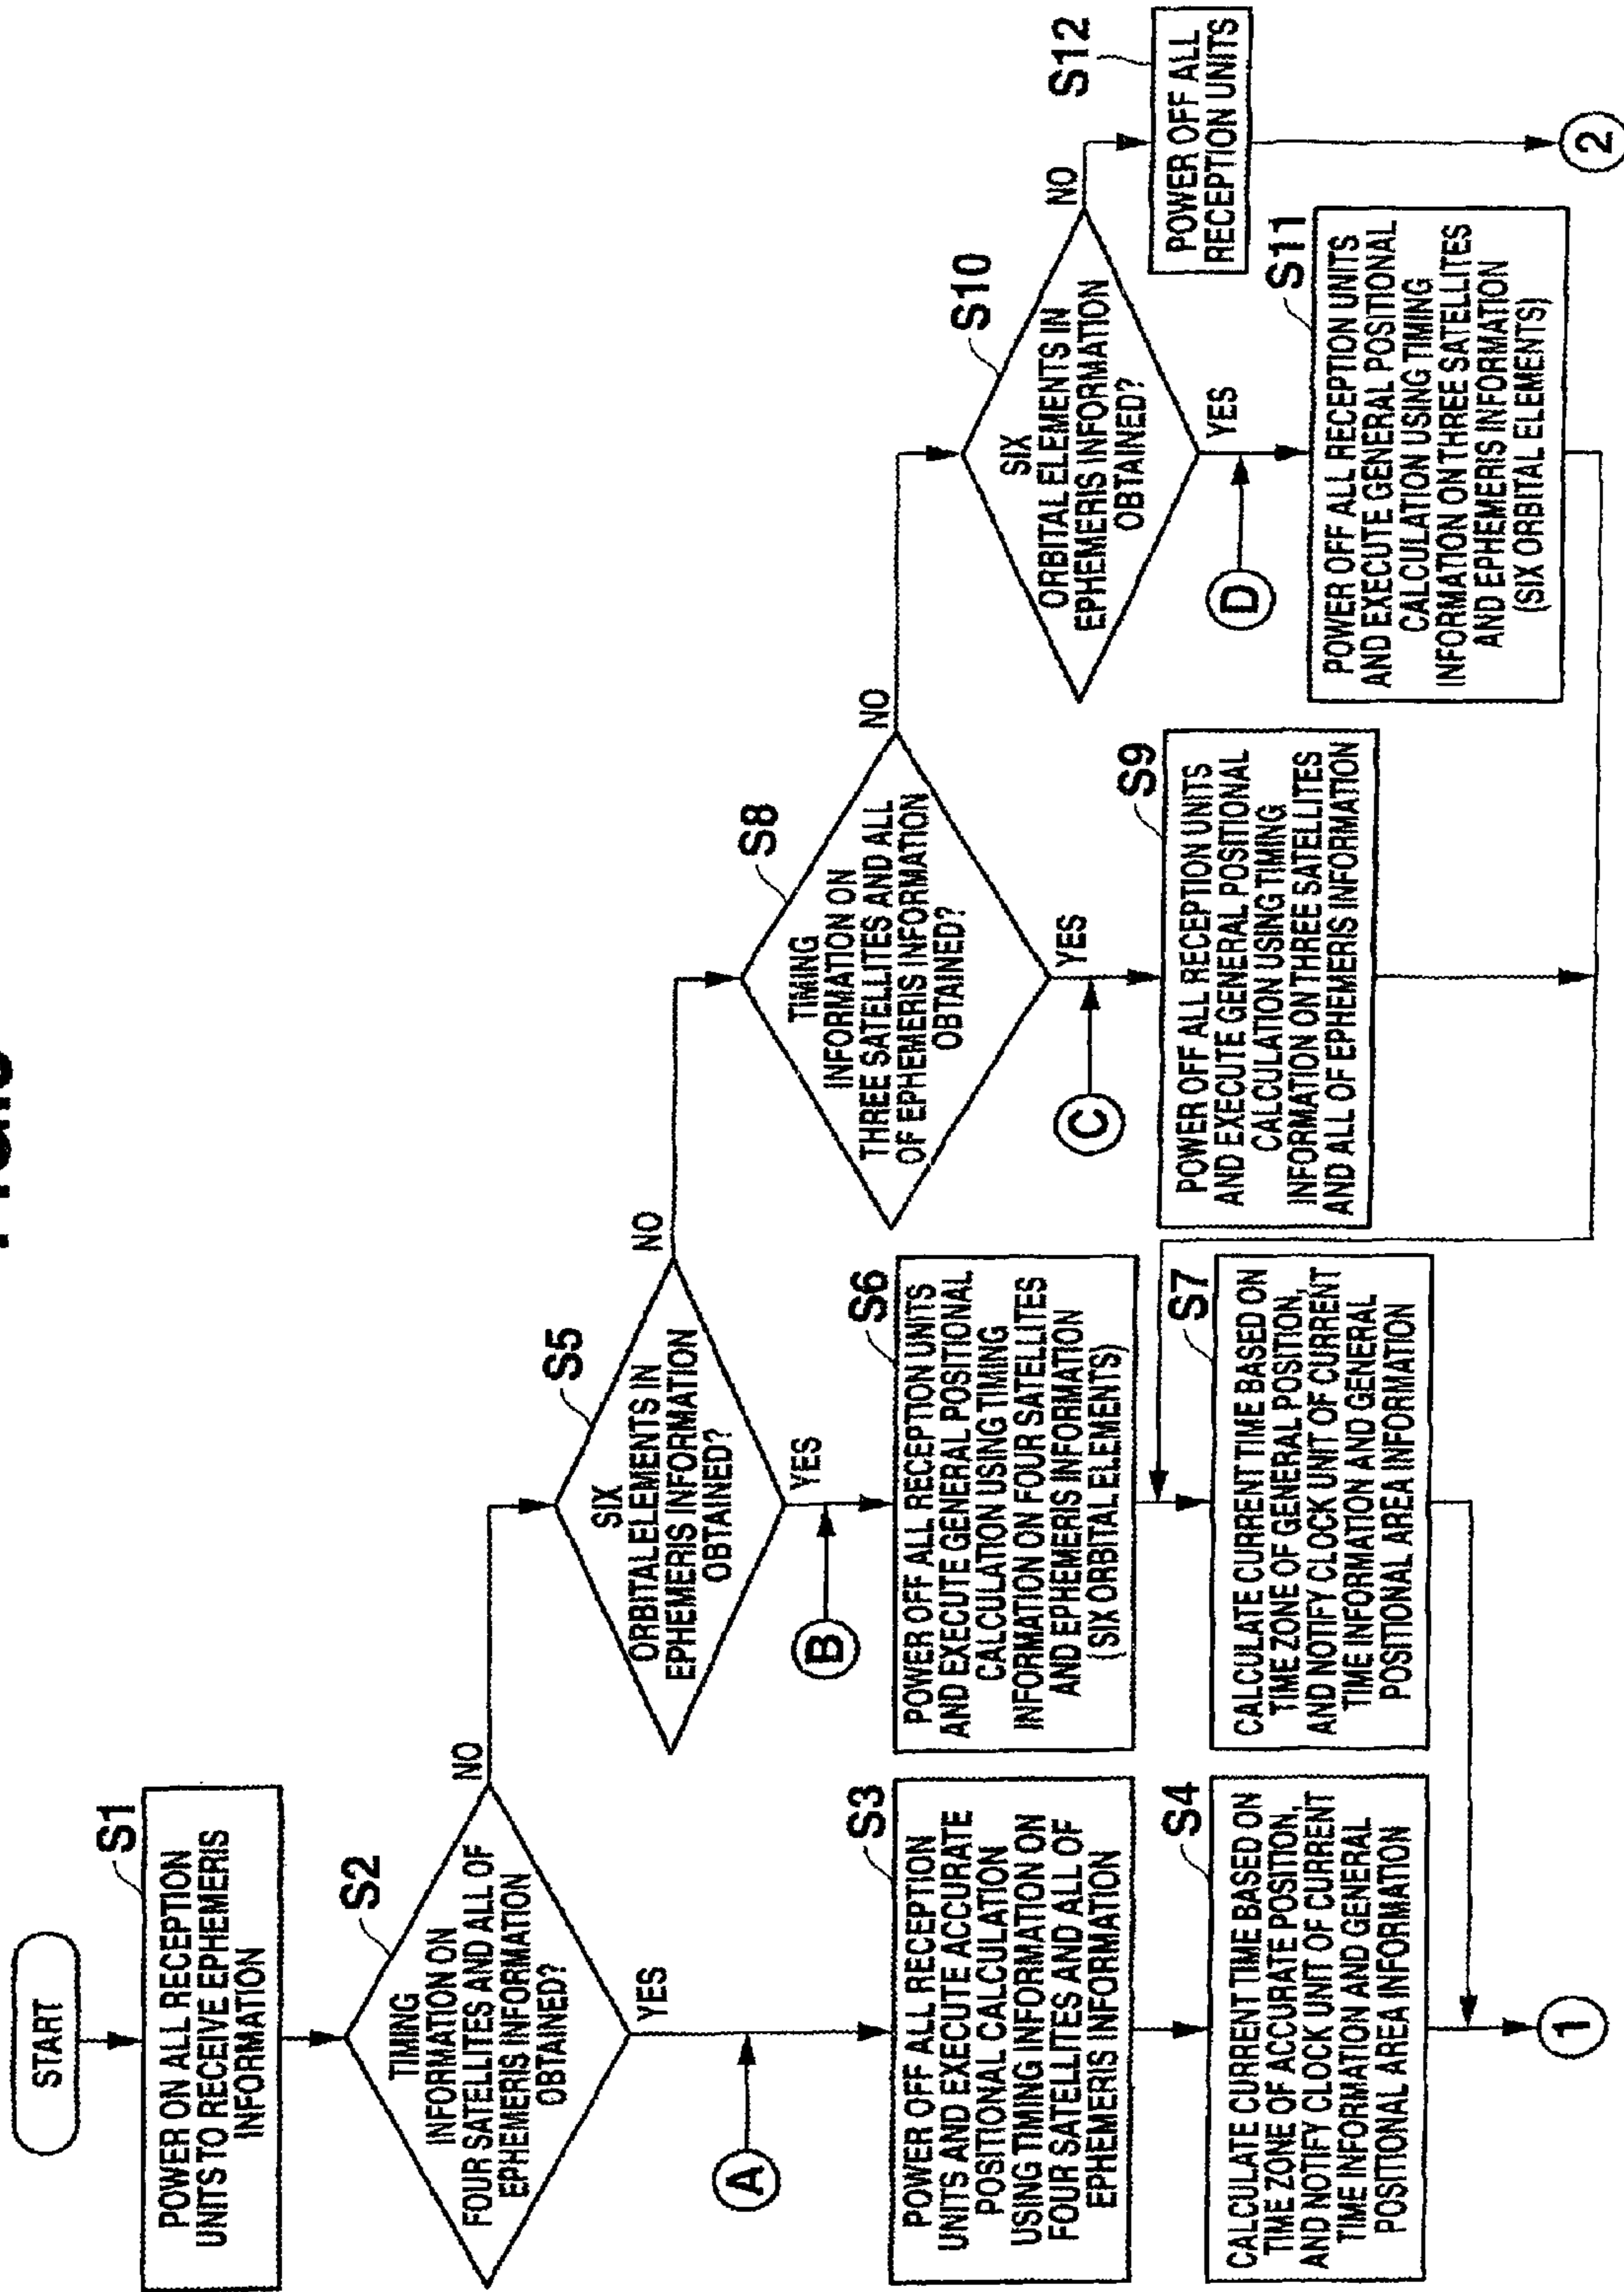 START
S1
POWER ON ALL RECEPTION
UNITS TO RECEIVE EPHEMERIS
INFORMATION
S2
TIMING
INFORMATION ON
FOUR SATELLITES AND ALL OF
EPHEMERIS INFORMATION
OBTAINED?
NO
YES
A
S3
POWER OFF ALL RECEPTION
UNITS AND EXECUTE ACCURATE
POSITIONAL CALCULATION
USING TIMING INFORMATION ON
FOUR SATELLITES AND ALL OF
EPHEMERIS INFORMATION
S4
CALCULATE CURRENT TIME BASED ON
TIME ZONE OF ACCURATE POSITION,
AND NOTIFY CLOCK UNIT OF CURRENT
TIME INFORMATION AND GENERAL
POSITIONAL AREA INFORMATION
1
S5
SIX
ORBITAL ELEMENTS IN
EPHEMERIS INFORMATION
OBTAINED?
NO
YES
B
S6
POWER OFF ALL RECEPTION UNITS
AND EXECUTE GENERAL POSITIONAL
CALCULATION USING TIMING
INFORMATION ON FOUR SATELLITES
AND EPHEMERIS INFORMATION
(SIX ORBITAL ELEMENTS)
S7
CALCULATE CURRENT TIME BASED ON
TIME ZONE OF GENERAL POSITION,
AND NOTIFY CLOCK UNIT OF CURRENT
TIME INFORMATION AND GENERAL
POSITIONAL AREA INFORMATION
S8
TIMING
INFORMATION ON
THREE SATELLITES AND ALL
OF EPHEMERIS INFORMATION
OBTAINED?
NO
YES
C
S9
POWER OFF ALL RECEPTION UNITS
AND EXECUTE GENERAL POSITIONAL
CALCULATION USING TIMING
INFORMATION ON THREE SATELLITES
AND ALL OF EPHEMERIS INFORMATION
S10
SIX
ORBITAL ELEMENTS IN
EPHEMERIS INFORMATION
OBTAINED?
NO
YES
D
S11
POWER OFF ALL RECEPTION UNITS
AND EXECUTE GENERAL POSITIONAL
CALCULATION USING TIMING
INFORMATION ON THREE SATELLITES
AND EPHEMERIS INFORMATION
(SIX ORBITAL ELEMENTS)
S12
POWER OFF ALL
RECEPTION UNITS
2